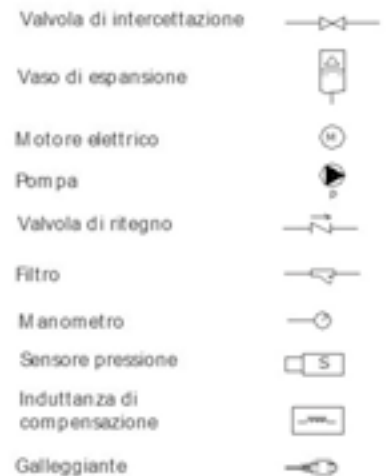 Valvola di intercettazione
Vaso di espansione
Motore elettrico
M
Pompa
P
Valvola di ritegno
Filtro
Manometro
Sensore pressione
S
Induttanza di
compensazione
Galleggiante